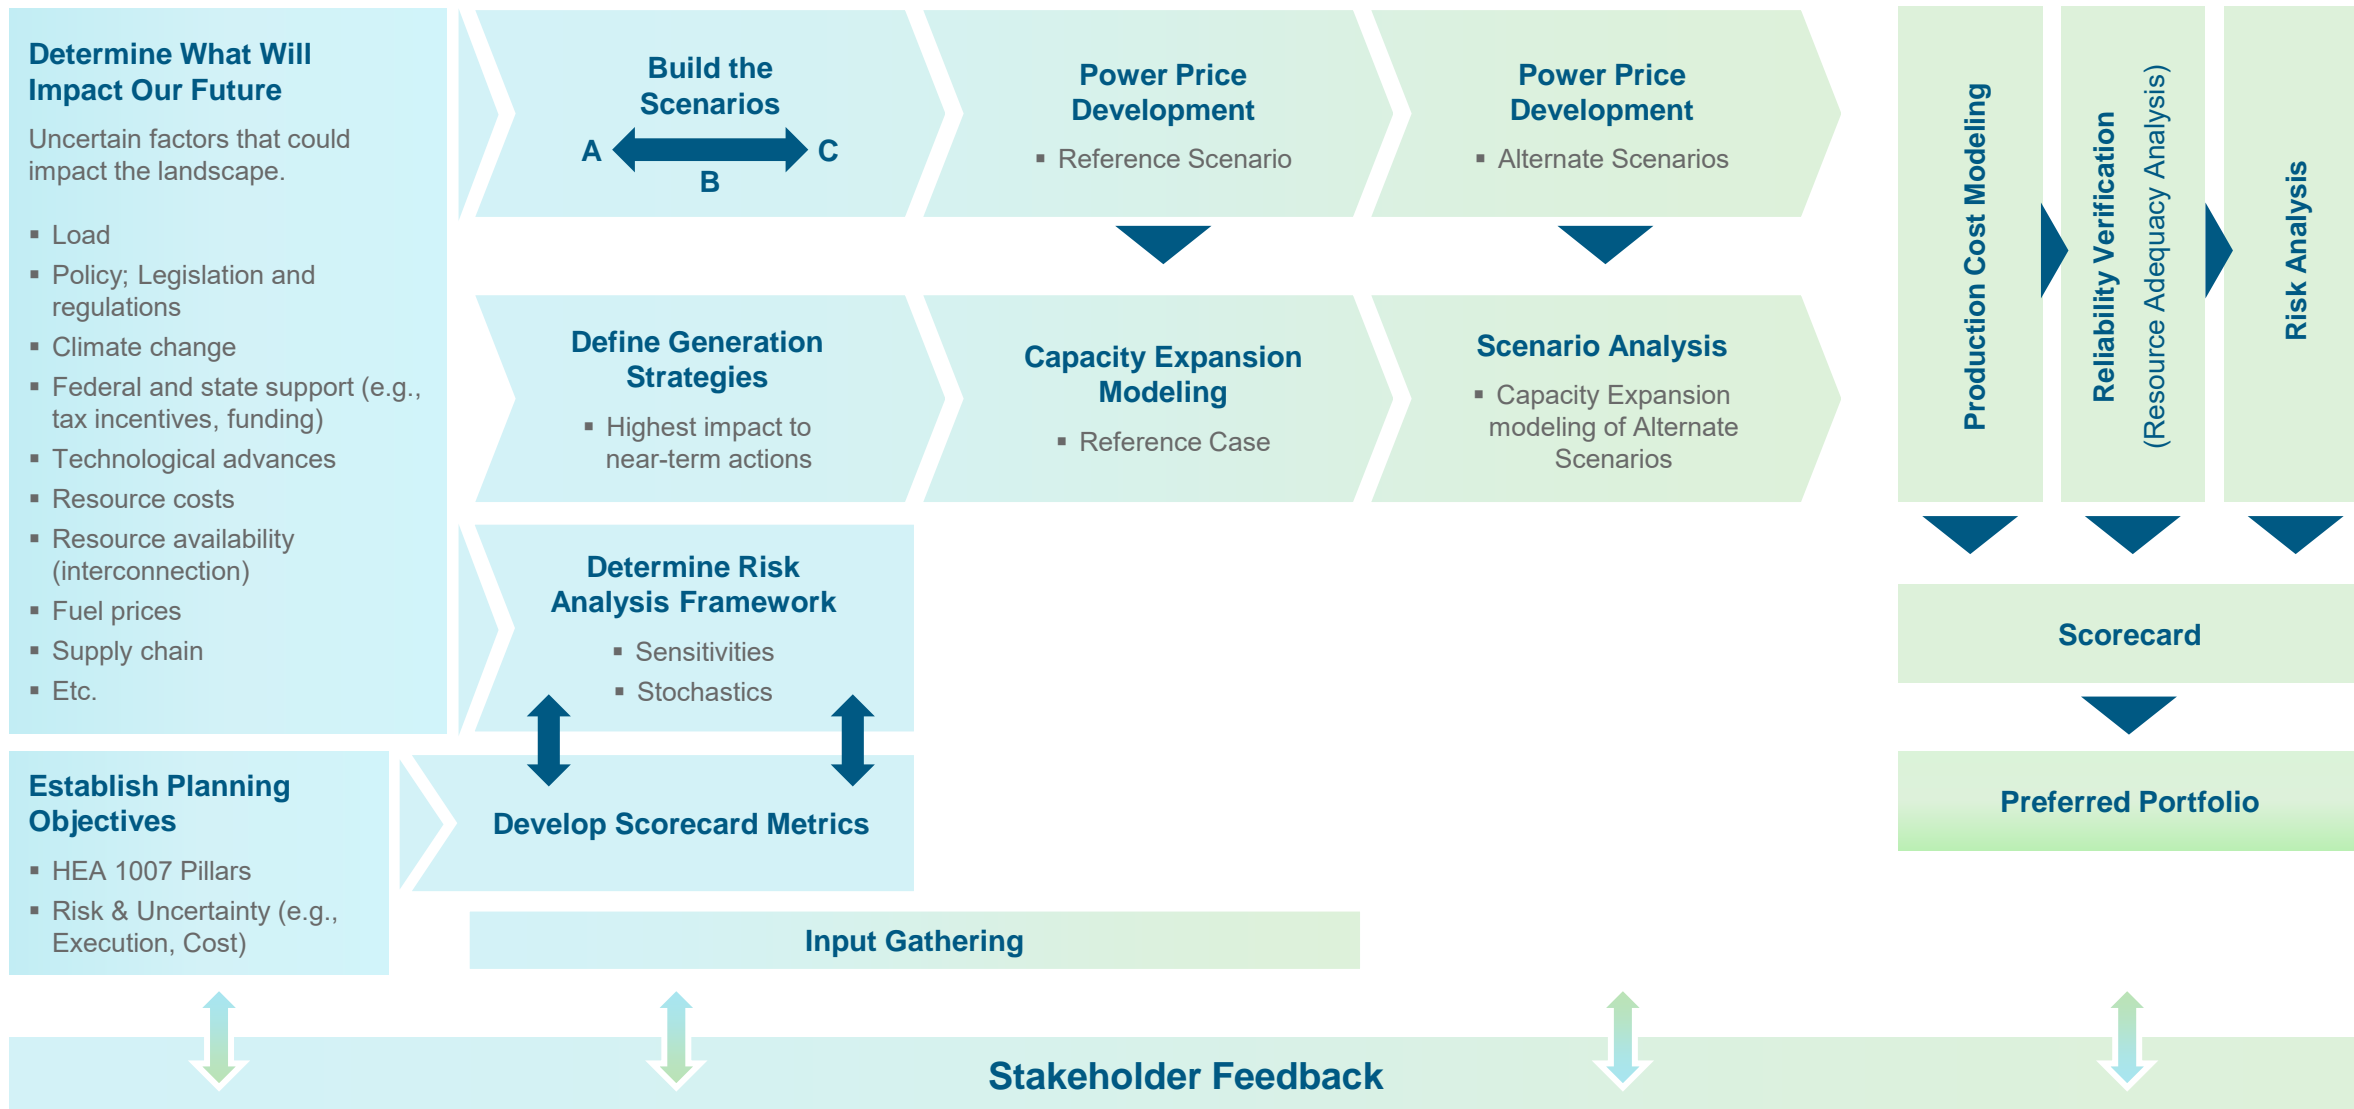 Determine What Will
Impact Our Future
Uncertain factors that could
impact the landscape.
▪ Load
▪ Policy; Legislation and
regulations
▪ Climate change
▪ Federal and state support (e.g.,
tax incentives, funding)
▪ Technological advances
▪ Resource costs
▪ Resource availability
(interconnection)
▪ Fuel prices
▪ Supply chain
▪ Etc.
Establish Planning
Objectives
▪ HEA 1007 Pillars
▪ Risk & Uncertainty (e.g.,
Execution, Cost)
Build the
Scenarios
A
B
C
Power Price
Development
▪ Reference Scenario
Power Price
Development
▪ Alternate Scenarios
Define Generation
Strategies
▪ Highest impact to
near-term actions
Capacity Expansion
Modeling
▪ Reference Case
Scenario Analysis
▪ Capacity Expansion
modeling of Alternate
Scenarios
Determine Risk
Analysis Framework
▪ Sensitivities
▪ Stochastics
Develop Scorecard Metrics
Input Gathering
Production Cost Modeling
Reliability Verification
(Resource Adequacy Analysis)
Risk Analysis
Scorecard
Preferred Portfolio
Stakeholder Feedback